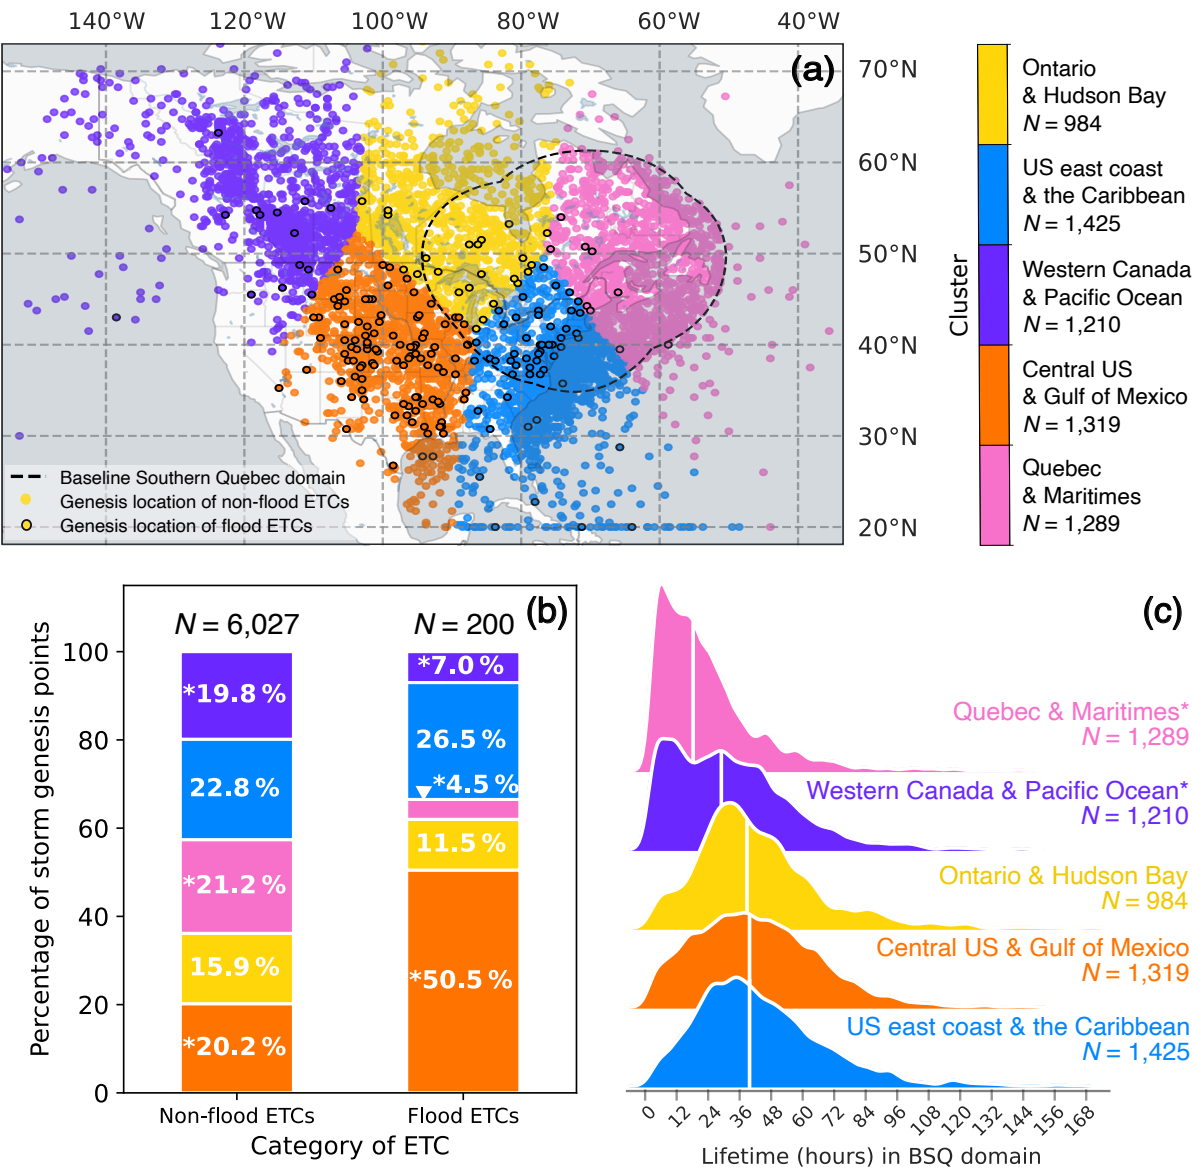 140°W 120°W 100°W 80°W 60°W 40°W
(a)
70°N
60°N
50°N
40°N
30°N
20°N
Baseline Southern Quebec domain
Genesis location of non-flood ETCs
Genesis location of flood ETCs
Cluster
Ontario
& Hudson Bay
N = 984
US east coast
& the Caribbean
N = 1,425
Western Canada
& Pacific Ocean
N = 1,210
Central US
& Gulf of Mexico
N = 1,319
Quebec
& Maritimes
N = 1,289
(b)
N = 6,027 N = 200
Percentage of storm genesis points
100
80
60
40
20
0
*19.8 %
22.8 %
*21.2 %
15.9 %
*20.2 %
*7.0 %
26.5 %
*4.5 %
11.5 %
*50.5 %
Non-flood ETCs Flood ETCs
Category of ETC
(c)
Quebec & Maritimes*
N = 1,289
Western Canada & Pacific Ocean*
N = 1,210
Ontario & Hudson Bay
N = 984
Central US & Gulf of Mexico
N = 1,319
US east coast & the Caribbean
N = 1,425
0 12 24 36 48 60 72 84 96 108 120 132 144 156 168
Lifetime (hours) in BSQ domain